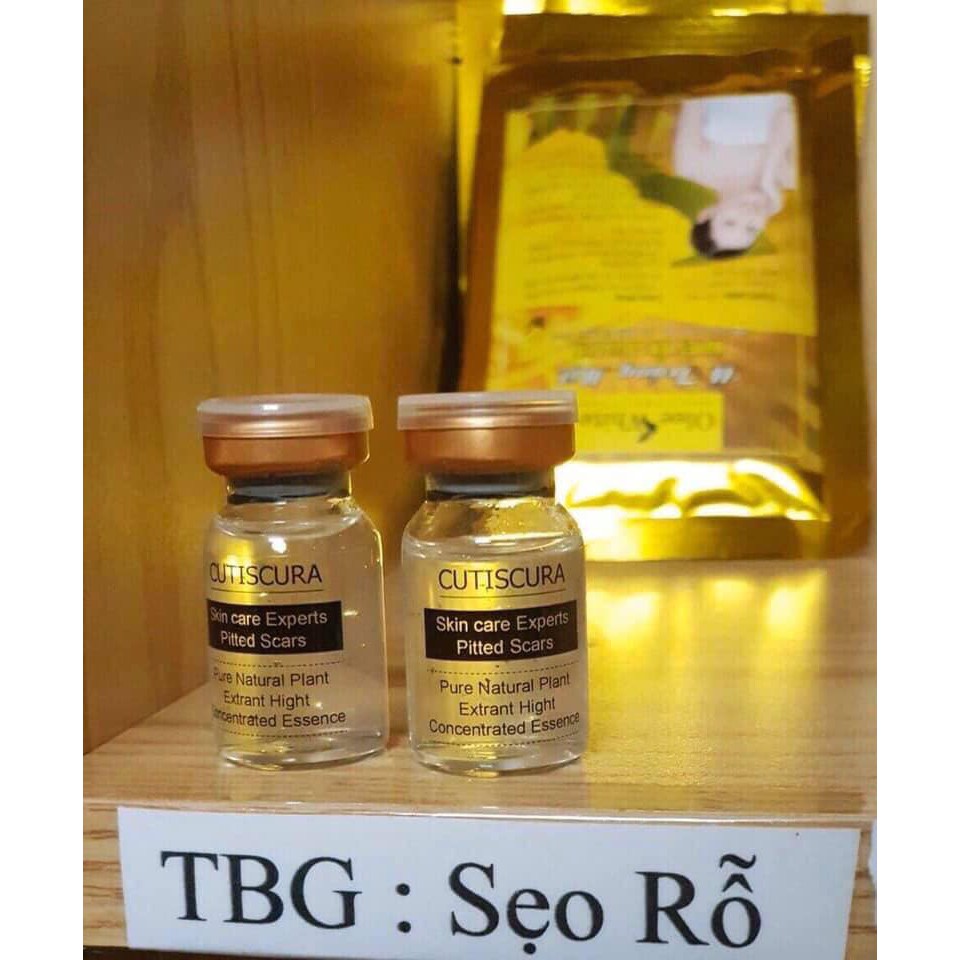 CUTISCURA
Skin care Experts
Pitted Scars
Pure Natural Plant
Extrant Hight
Concentrated Essence
CUTISCURA
Skin care Experts
Pitted Scars
Pure Natural Plant
Extrant Hight
Concentrated Essence
TBG : Sẹo Rỗ